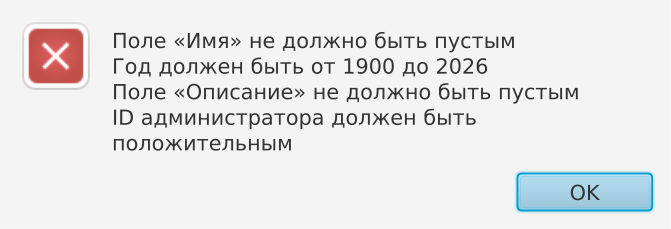 Поле «Имя» не должно быть пустым
Год должен быть от 1900 до 2026
Поле «Описание» не должно быть пустым
ID администратора должен быть
положительным
OK